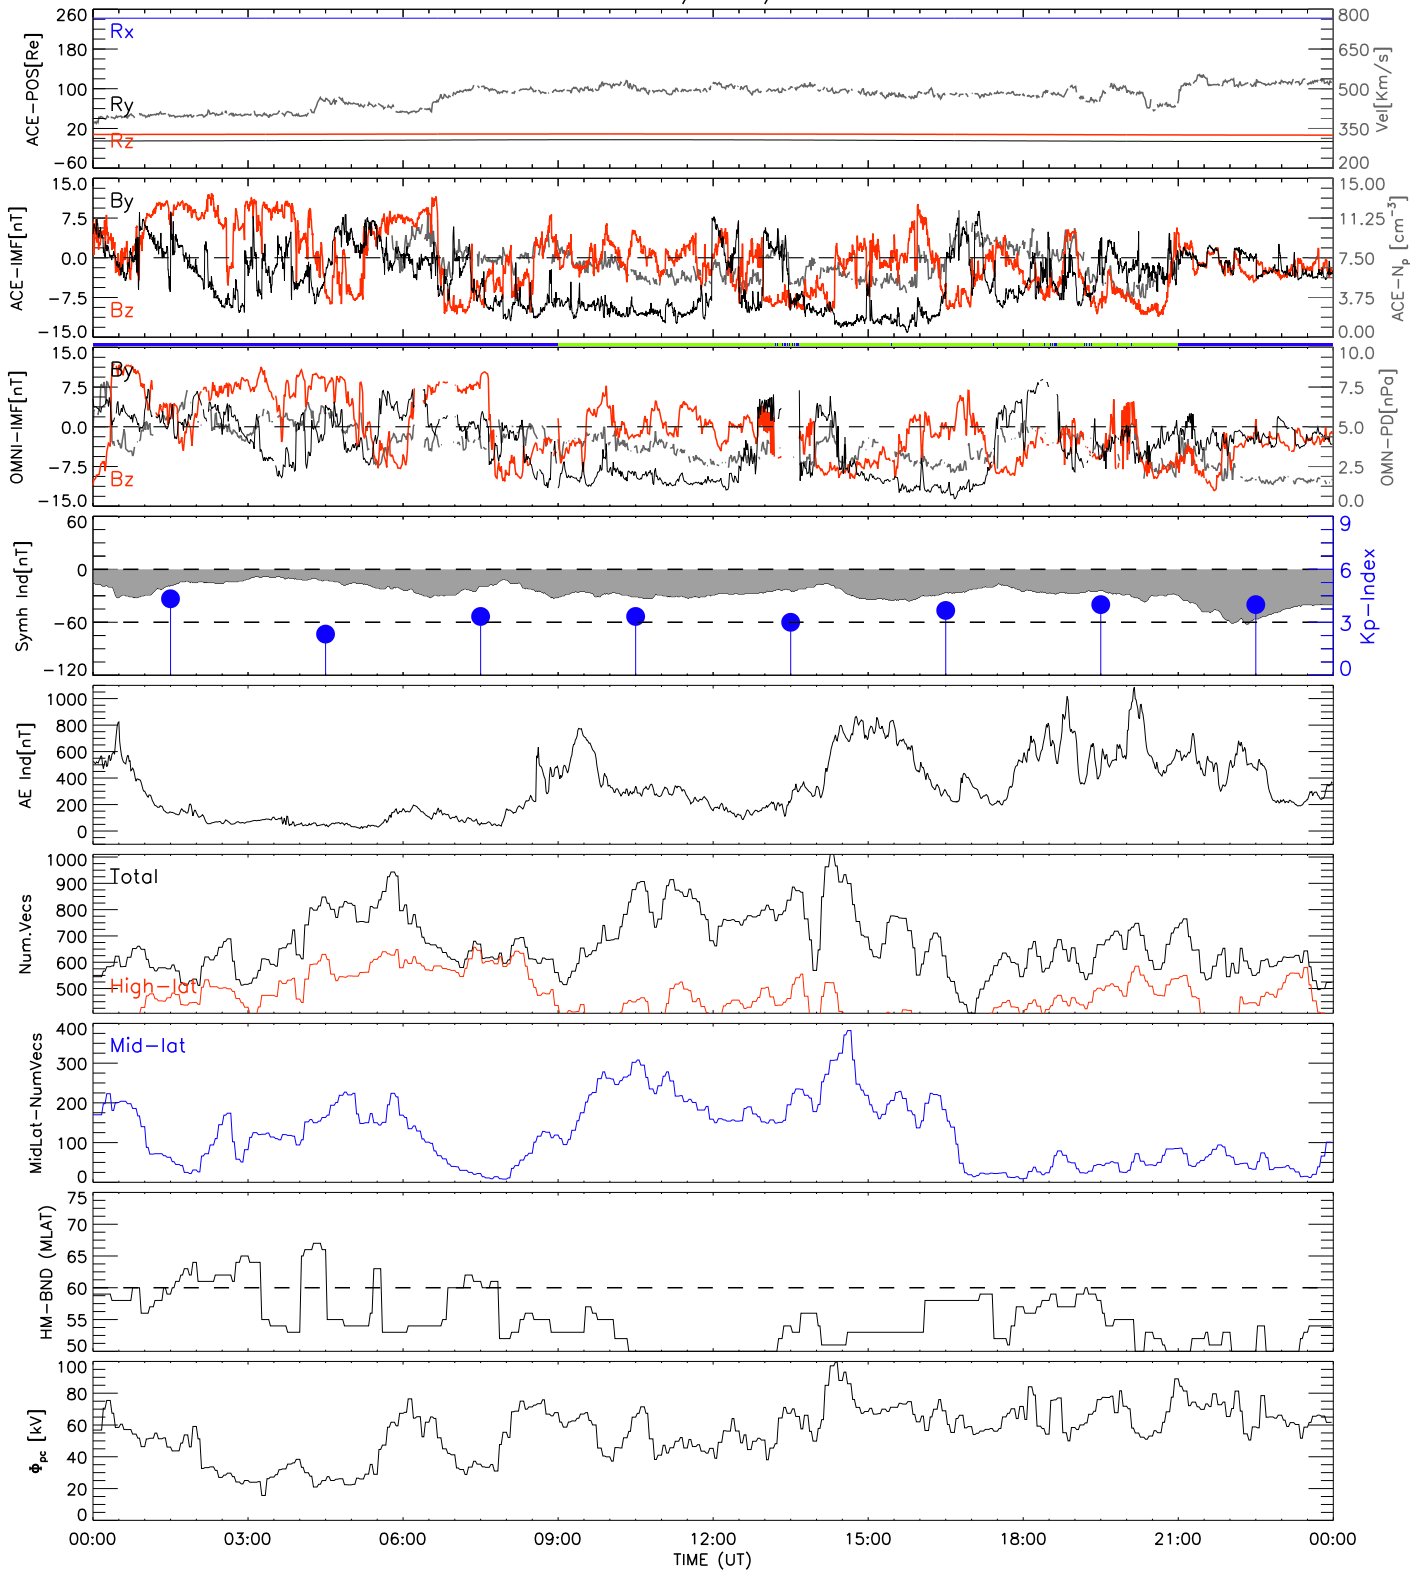 260
180
100
20
−60
ACE−POS[Re]
Rx
Ry
Rz
800
650
500
350
200
Vel[Km/s]
15.0
7.5
0.0
−7.5
−15.0
ACE−IMF[nT]
By
Bz
15.00
11.25
7.50
3.75
0.00
ACE−Np [cm−3]
15.0
7.5
0.0
−7.5
−15.0
OMNI−IMF[nT]
By
Bz
10.0
7.5
5.0
2.5
0.0
OMN−PD[nPa]
60
0
−60
−120
Symh Ind[nT]
9
6
3
0
Kp−Index
1000
800
600
400
200
0
AE Ind[nT]
1000
900
800
700
600
500
Num.Vecs
Total
High−lat
400
300
200
100
0
MidLat−NumVecs
Mid−lat
75
70
65
60
55
50
HM−BND (MLAT)
100
80
60
40
20
0
Φpc [kV]
00:00 03:00 06:00 09:00 12:00 15:00 18:00 21:00 00:00
TIME (UT)